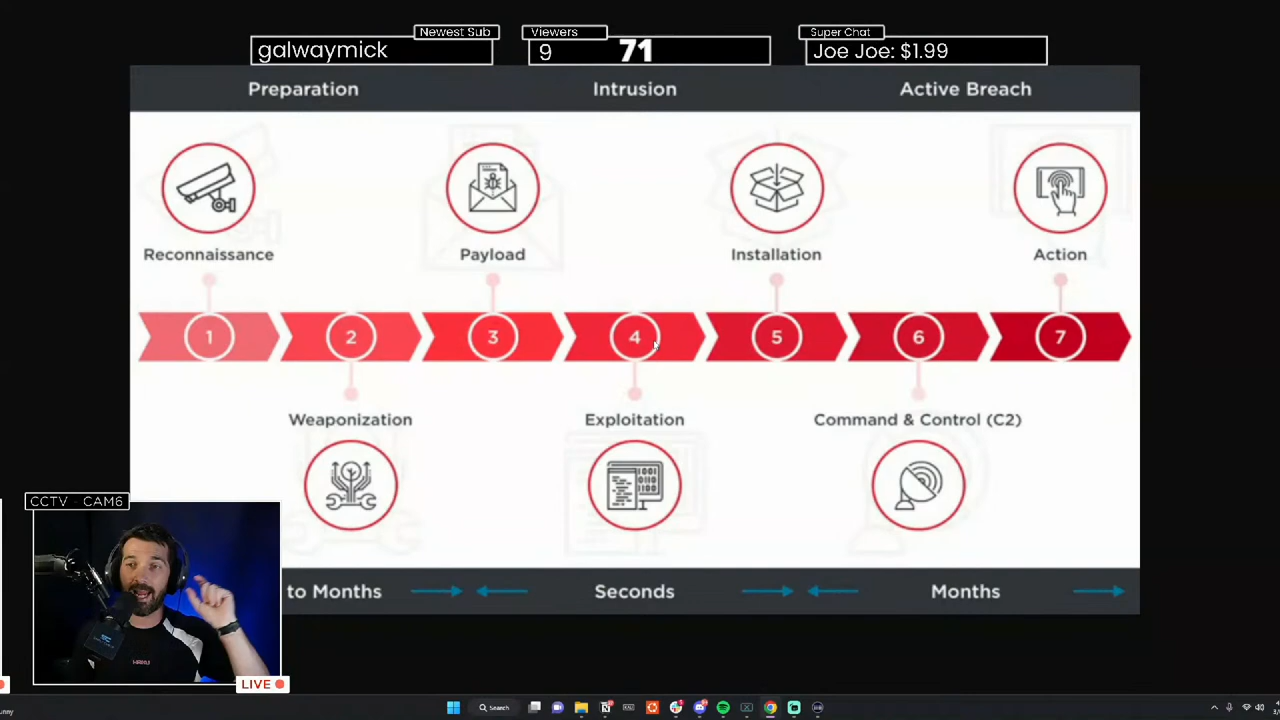 Newest Sub
galwaymick
Viewers
9
71
Super Chat
Joe Joe: $1.99
Preparation
Intrusion
Active Breach
Reconnaissance
Payload
Installation
Action
1
2
3
4
5
6
7
Weaponization
Exploitation
Command & Control (C2)
CCTV - CAM6
to Months
Seconds
Months
LIVE
Search